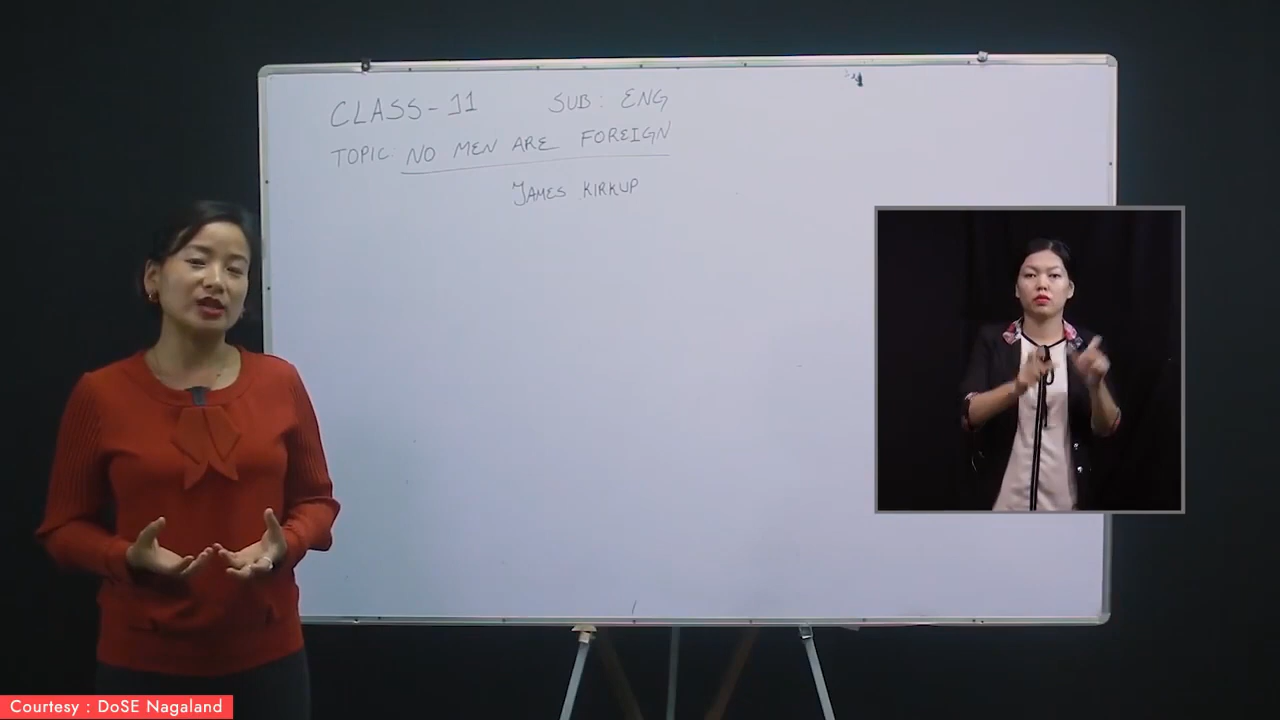 CLASS-11 SUB: ENG
TOPIC: NO MEN ARE FOREIGN
JAMES KIRKUP
Courtesy : DoSE Nagaland